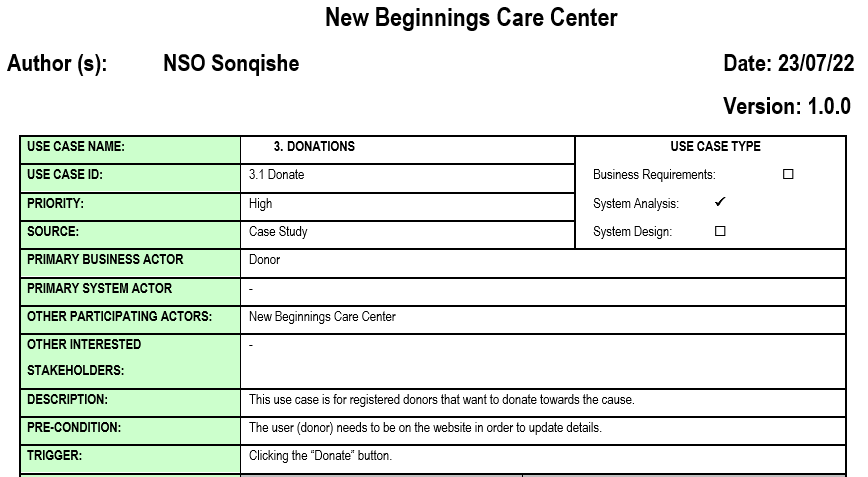 New Beginnings Care Center
Author (s): NSO Sonqishe Date: 23/07/22
Version: 1.0.0
USE CASE NAME: 3. DONATIONS USE CASE TYPE
USE CASE ID: 3.1 Donate Business Requirements: ☐
PRIORITY: High System Analysis: ✓
SOURCE: Case Study System Design: ☐
PRIMARY BUSINESS ACTOR Donor
PRIMARY SYSTEM ACTOR -
OTHER PARTICIPATING ACTORS: New Beginnings Care Center
OTHER INTERESTED -
STAKEHOLDERS:
DESCRIPTION: This use case is for registered donors that want to donate towards the cause.
PRE-CONDITION: The user (donor) needs to be on the website in order to update details.
TRIGGER: Clicking the “Donate” button.